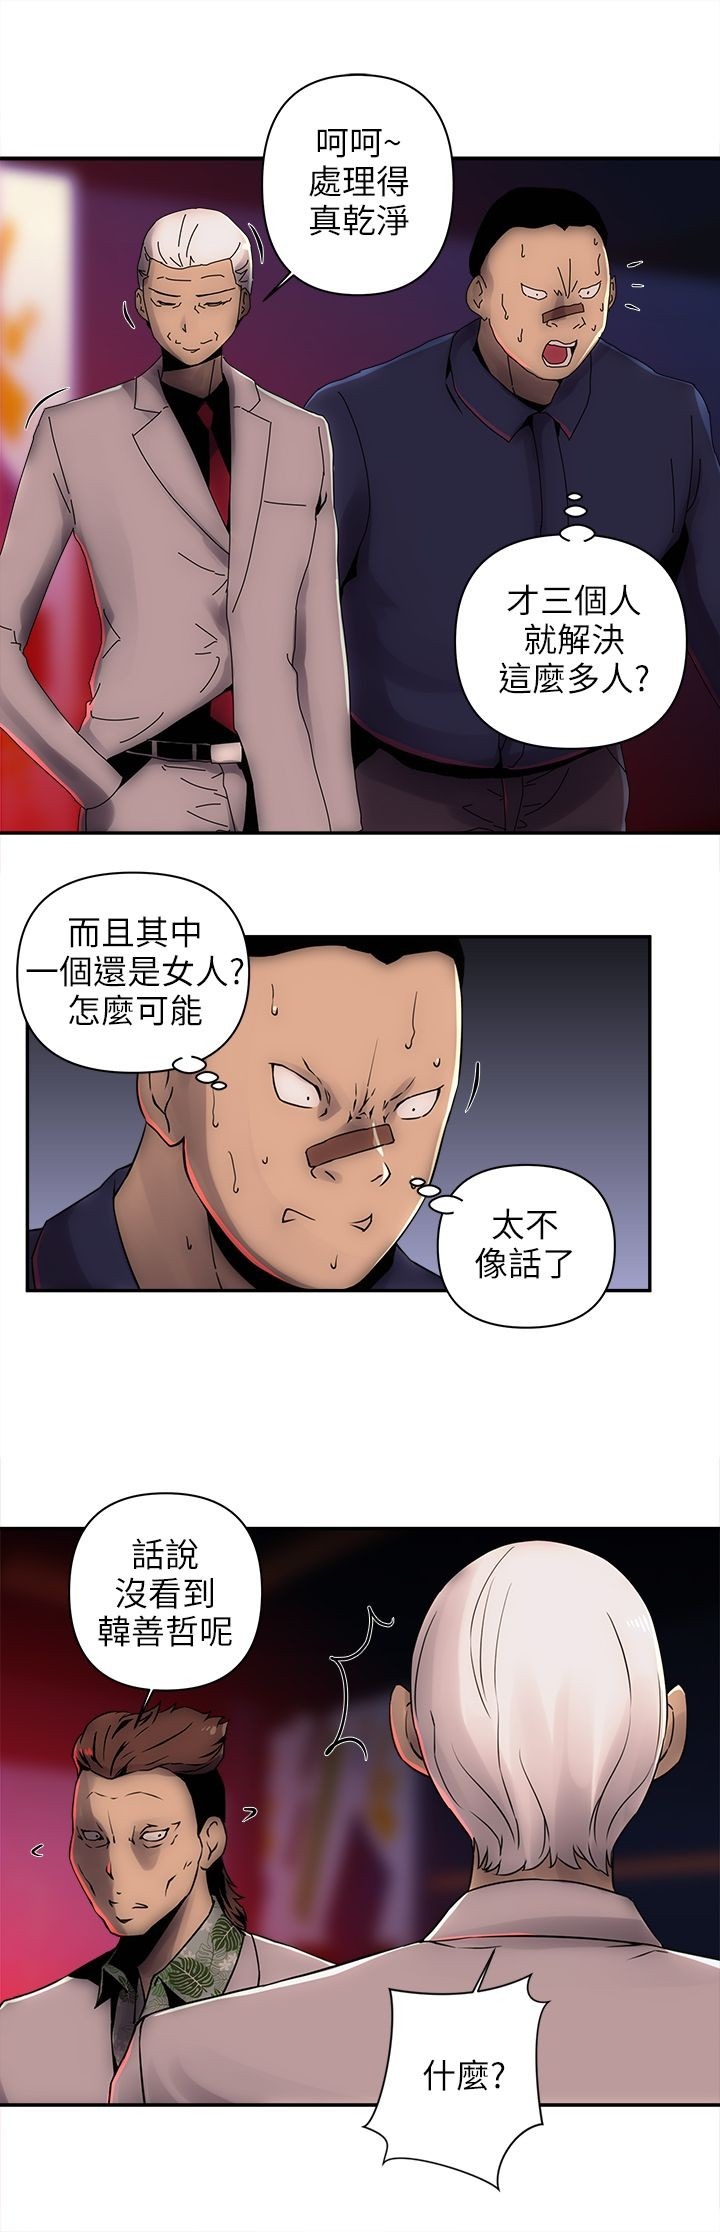 呵呵~
處理得
真乾淨
才三個人
就解決
這麼多人?
而且其中
一個還是女人?
怎麼可能
太不
像話了
話說
沒看到
韓善哲呢
什麼?